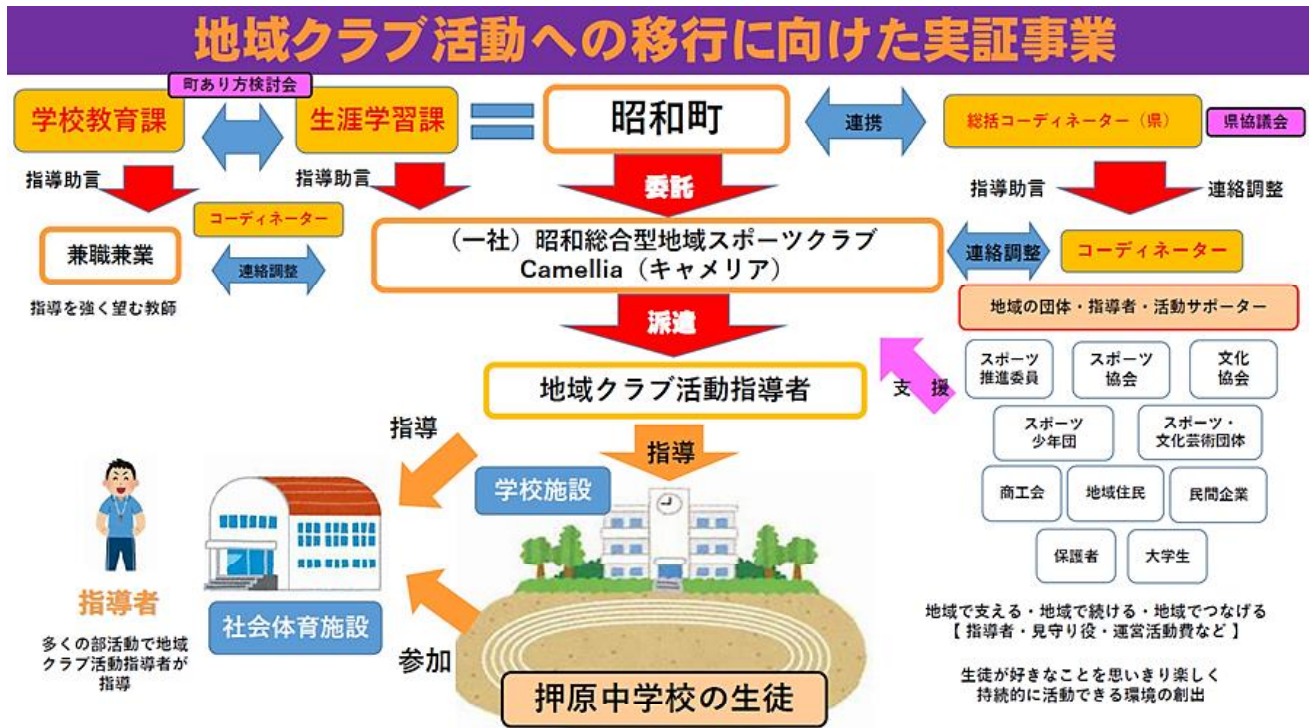 地域クラブ活動への移行に向けた実証事業
町あり方検討会
学校教育課
生涯学習課
昭和町
連携
総括コーディネーター（県）
県協議会
指導助言
指導助言
委託
指導助言
連絡調整
コーディネーター
兼職兼業
連絡調整
（一社）昭和総合型地域スポーツクラブ
Camellia（キャメリア）
連絡調整
コーディネーター
指導を強く望む教師
派遣
地域の団体・指導者・活動サポーター
地域クラブ活動指導者
支 援
スポーツ
推進委員
スポーツ
協会
文化
協会
スポーツ
少年団
スポーツ・
文化芸術団体
商工会
地域住民
民間企業
保護者
大学生
指導
指導
学校施設
指導者
多くの部活動で地域
クラブ活動指導者が
指導
社会体育施設
参加
押原中学校の生徒
地域で支える・地域で続ける・地域でつなげる
【 指導者・見守り役・運営活動費など 】
生徒が好きなことを思いきり楽しく
持続的に活動できる環境の創出